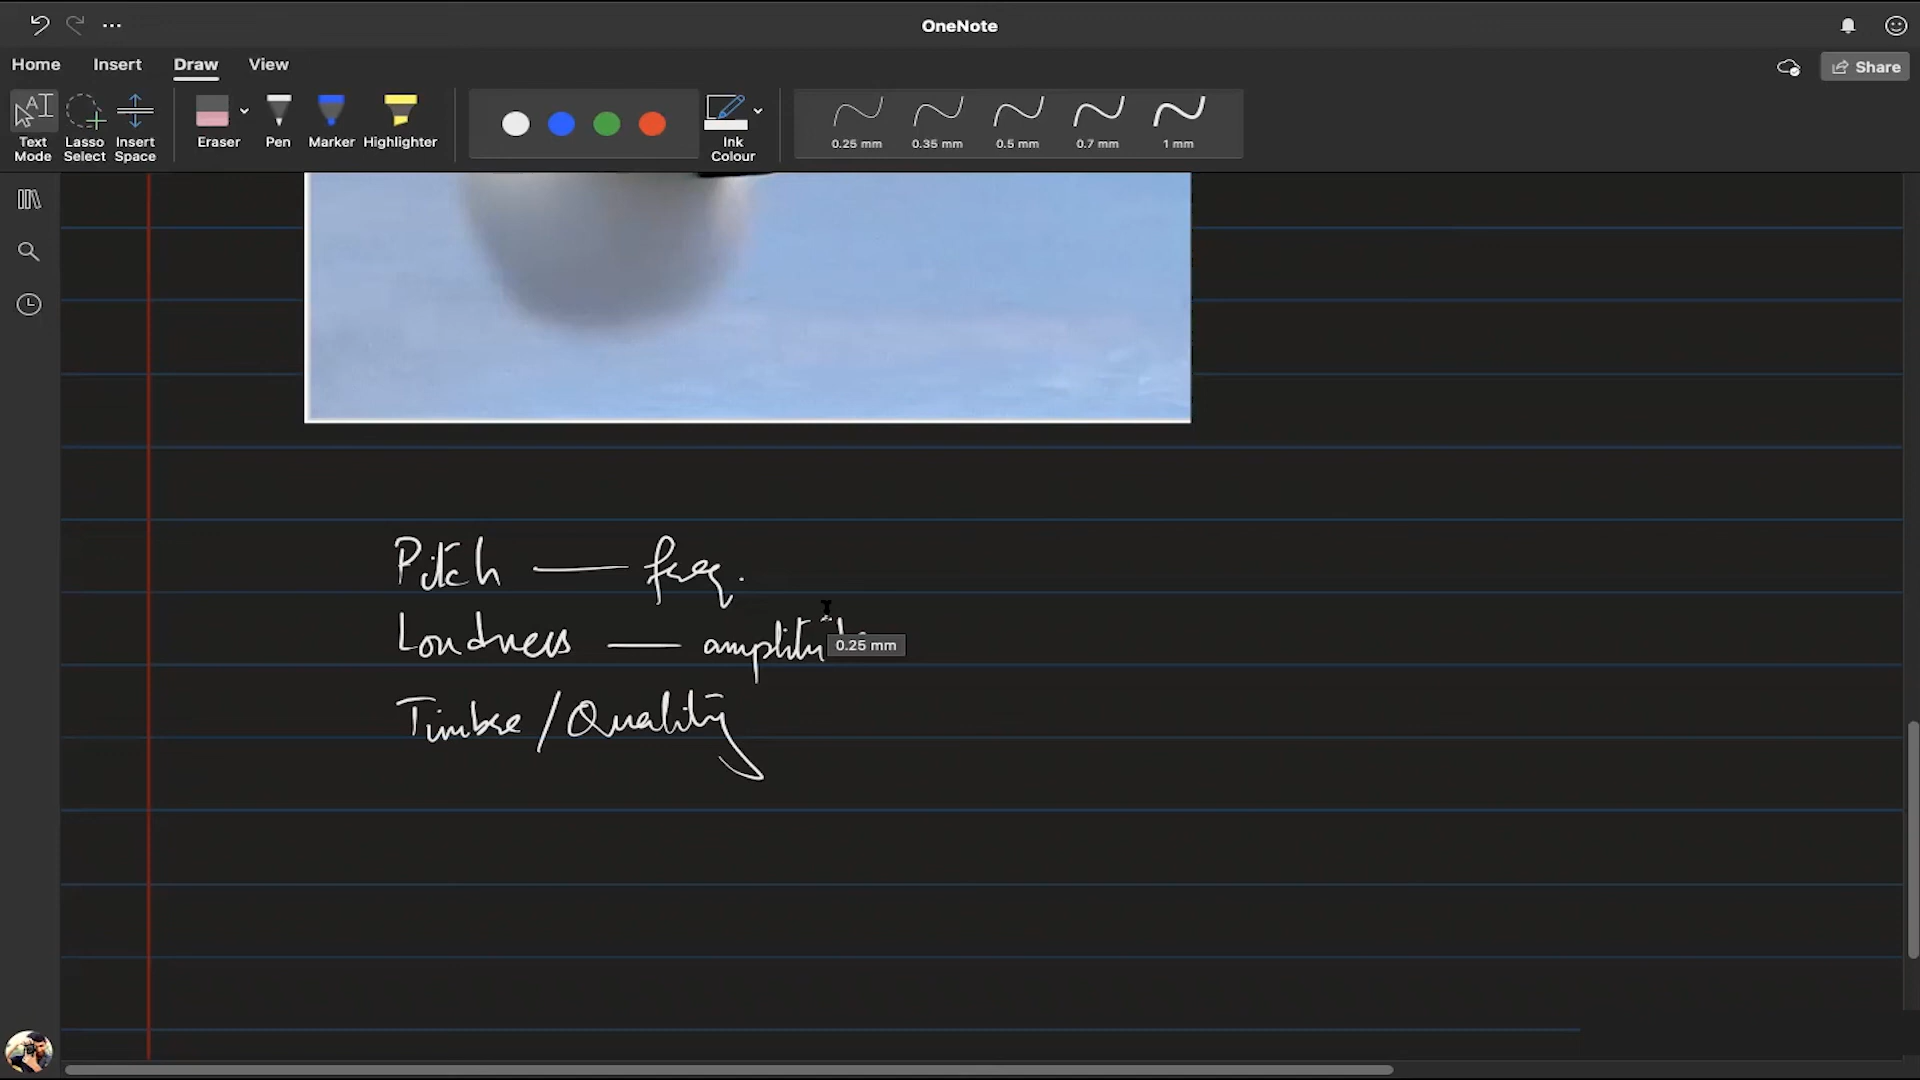 OneNote
Home Insert Draw View
Share
Text Mode
Lasso Select
Insert Space
Eraser
Pen
Marker
Highlighter
Ink Colour
0.25 mm
0.35 mm
0.5 mm
0.7 mm
1 mm
Pitch — freq.
Loudness —
0.25 mm
Timbre / Quality